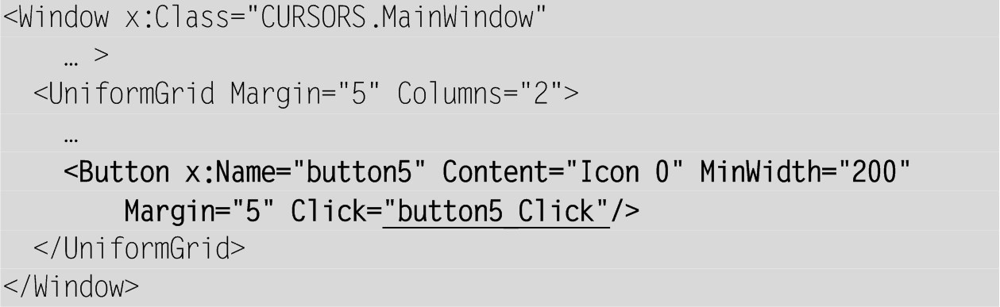 <Window x:Class="CURSORS.MainWindow"
… >
<UniformGrid Margin="5" Columns="2">
…
<Button x:Name="button5" Content="Icon 0" MinWidth="200"
Margin="5" Click="button5_Click"/>
</UniformGrid>
</Window>